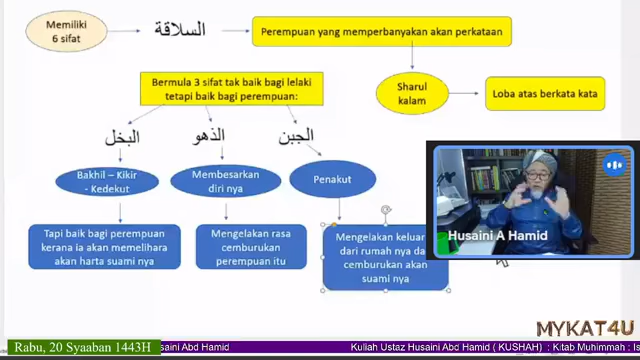 Memiliki
6 sifat
السلاقة
Perempuan yang memperbanyakan akan perkataan
Bermula 3 sifat tak baik bagi lelaki
tetapi baik bagi perempuan:
Sharul
kalam
Loba atas berkata kata
البخل
الذهو
الجبن
Bakhil – Kikir
- Kedekut
Membesarkan
diri nya
Penakut
Tapi baik bagi perempuan
kerana ia akan memelihara
akan harta suami nya
Mengelakan rasa
cemburukan
perempuan itu
Mengelakan keluar
dari rumah nya da
cemburukan akan
suami nya
Husaini A Hamid
MYKAT4U
Rabu, 20 Syaaban 1443H
saini Abd Hamid
Kuliah Ustaz Husaini Abd Hamid ( KUSHAH) : Kitab Muhimmah : Is